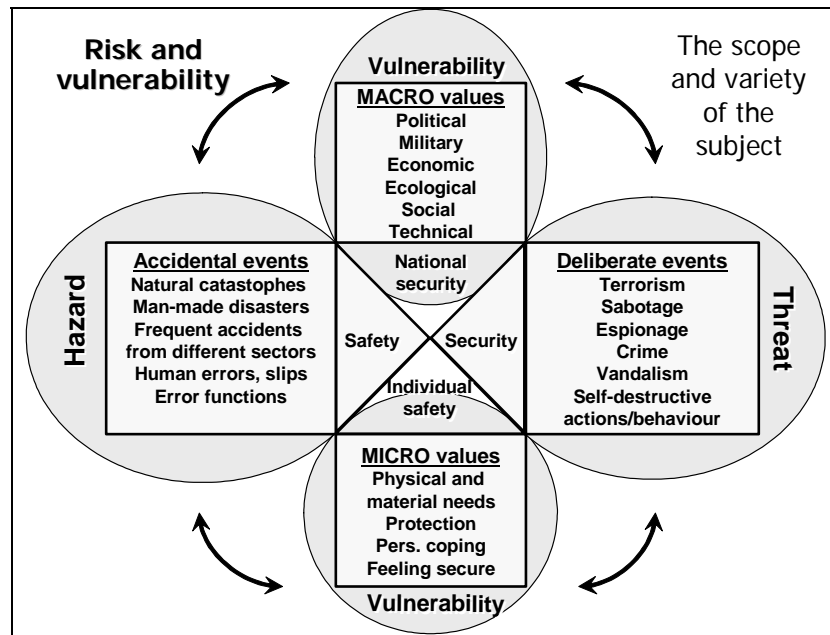 Risk and
vulnerability
The scope
and variety
of the
subject
Vulnerability
MACRO values
Political
Military
Economic
Ecological
Social
Technical
National
security
Hazard
Accidental events
Natural catastophes
Man-made disasters
Frequent accidents
from different sectors
Human errors, slips
Error functions
Safety
Security
Individual
safety
Deliberate events
Terrorism
Sabotage
Espionage
Crime
Vandalism
Self-destructive
actions/behaviour
Threat
MICRO values
Physical and
material needs
Protection
Pers. coping
Feeling secure
Vulnerability